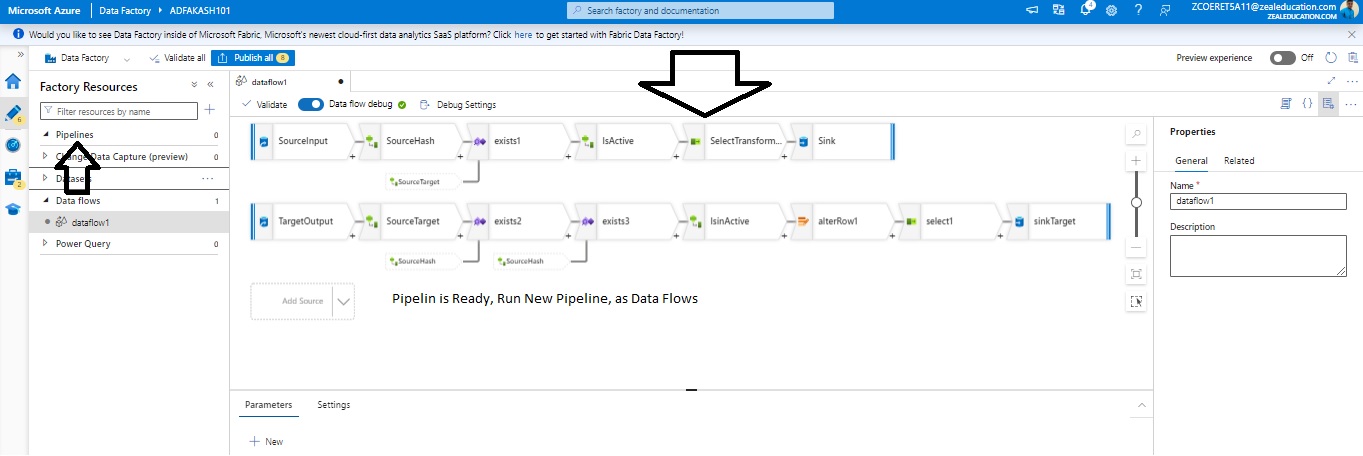 Microsoft Azure
Data Factory
ADFAKASH101
Search factory and documentation
4
ZCOERET5A11@zealeducation.com
ZEALEDUCATION.COM
Would you like to see Data Factory inside of Microsoft Fabric, Microsoft's newest cloud-first data analytics SaaS platform? Click here to get started with Fabric Data Factory!
Data Factory
Validate all
Publish all 8
Preview experience
Off
Factory Resources
dataflow1
Filter resources by name
Validate
Data flow debug
Debug Settings
6
2
Pipelines 0
Change Data Capture (preview) 0
Datasets
Data flows 1
dataflow1
Power Query 0
SourceInput
SourceHash
exists1
IsActive
SelectTransform...
Sink
SourceTarget
TargetOutput
SourceTarget
exists2
exists3
IsinActive
alterRow1
select1
sinkTarget
SourceHash
SourceHash
Add Source
Pipelin is Ready, Run New Pipeline, as Data Flows
Parameters
Settings
New
Properties
General
Related
Name *
dataflow1
Description